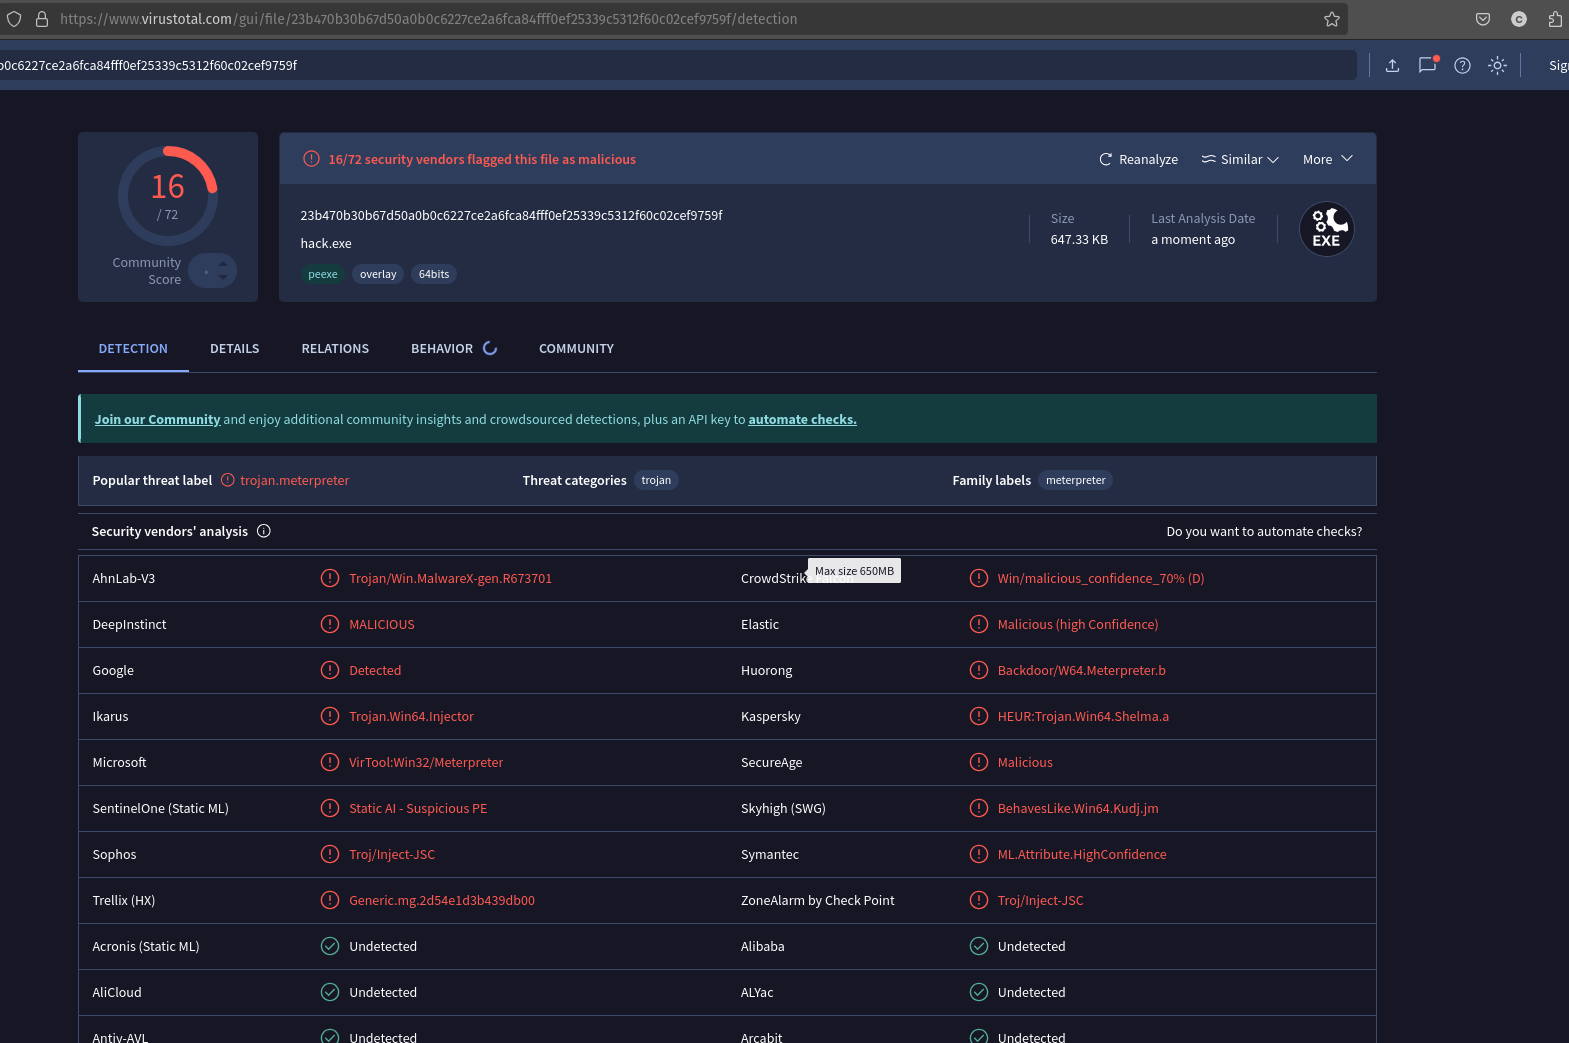 https://www.virustotal.com/gui/file/23b470b30b67d50a0b0c6227ce2a6fca84fff0ef25339c5312f60c02cef9759f/detection
C
b0c6227ce2a6fca84fff0ef25339c5312f60c02cef9759f
?
Sig
16
/ 72
Community
Score
16/72 security vendors flagged this file as malicious
Reanalyze
Similar
More
23b470b30b67d50a0b0c6227ce2a6fca84fff0ef25339c5312f60c02cef9759f
hack.exe
peexe overlay 64bits
Size
647.33 KB
Last Analysis Date
a moment ago
EXE
DETECTION DETAILS RELATIONS BEHAVIOR COMMUNITY
Join our Community and enjoy additional community insights and crowdsourced detections, plus an API key to automate checks.
Popular threat label trojan.meterpreter Threat categories trojan Family labels meterpreter
Security vendors' analysis Do you want to automate checks?
AhnLab-V3 Trojan/Win.MalwareX-gen.R673701 CrowdStrike Falcon Win/malicious_confidence_70% (D)
Max size 650MB
DeepInstinct MALICIOUS Elastic Malicious (high Confidence)
Google Detected Huorong Backdoor/W64.Meterpreter.b
Ikarus Trojan.Win64.Injector Kaspersky HEUR:Trojan.Win64.Shelma.a
Microsoft VirTool:Win32/Meterpreter SecureAge Malicious
SentinelOne (Static ML) Static AI - Suspicious PE Skyhigh (SWG) BehavesLike.Win64.Kudj.jm
Sophos Troj/Inject-JSC Symantec ML.Attribute.HighConfidence
Trellix (HX) Generic.mg.2d54e1d3b439db00 ZoneAlarm by Check Point Troj/Inject-JSC
Acronis (Static ML) Undetected Alibaba Undetected
AliCloud Undetected ALYac Undetected
Antiy-AVL Undetected Arcabit Undetected